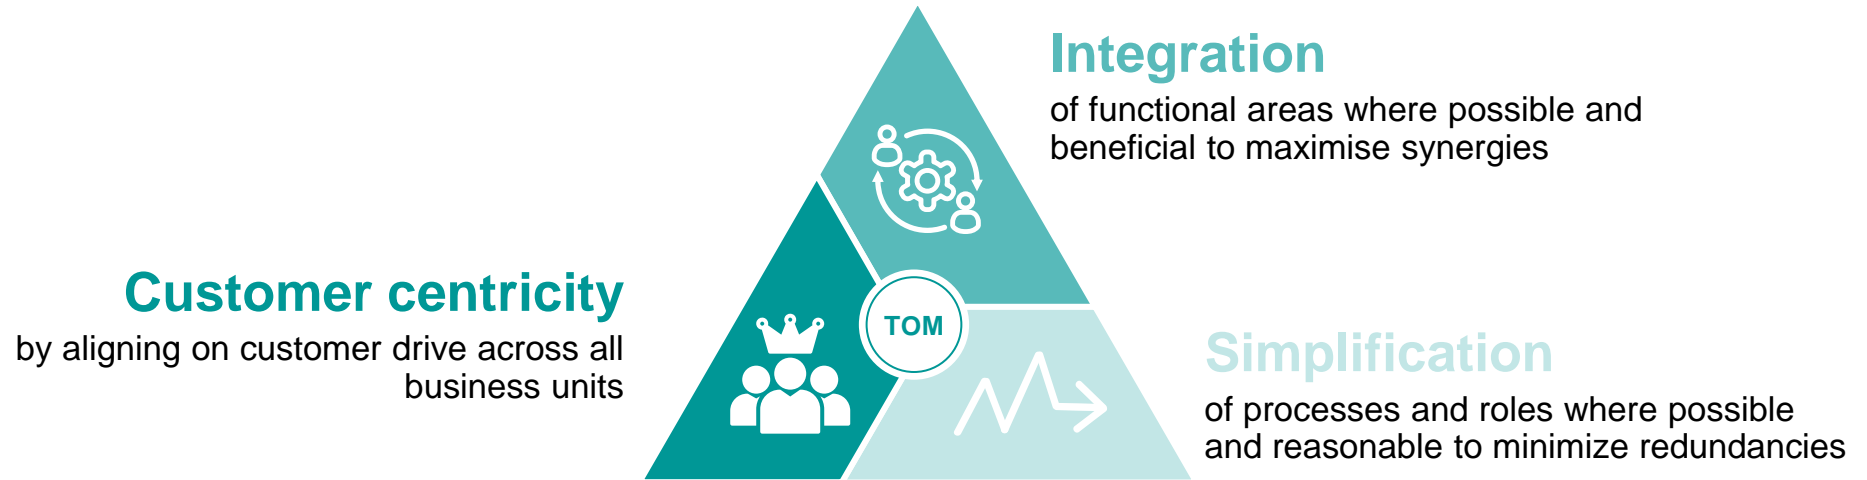 Integration
of functional areas where possible and
beneficial to maximise synergies
Customer centricity
by aligning on customer drive across all
business units
TOM
Simplification
of processes and roles where possible
and reasonable to minimize redundancies